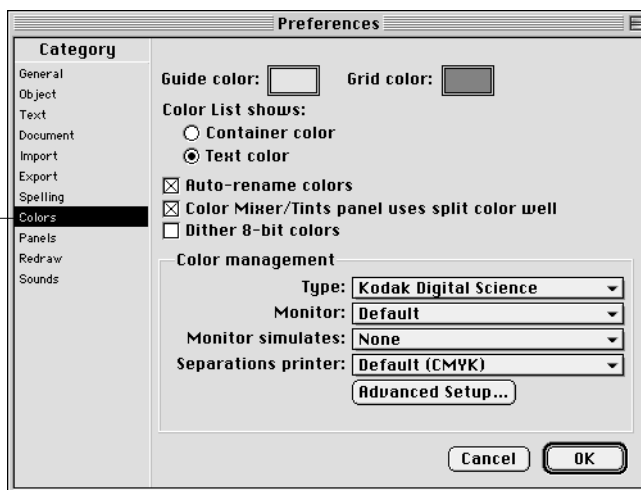 Preferences
Category
General
Object
Text
Document
Import
Export
Spelling
Colors
Panels
Redraw
Sounds
Guide color: Grid color:
Color List shows:
Container color
Text color
Auto-rename colors
Color Mixer/Tints panel uses split color well
Dither 8-bit colors
Color management
Type: Kodak Digital Science
Monitor: Default
Monitor simulates: None
Separations printer: Default (CMYK)
Advanced Setup...
Cancel OK